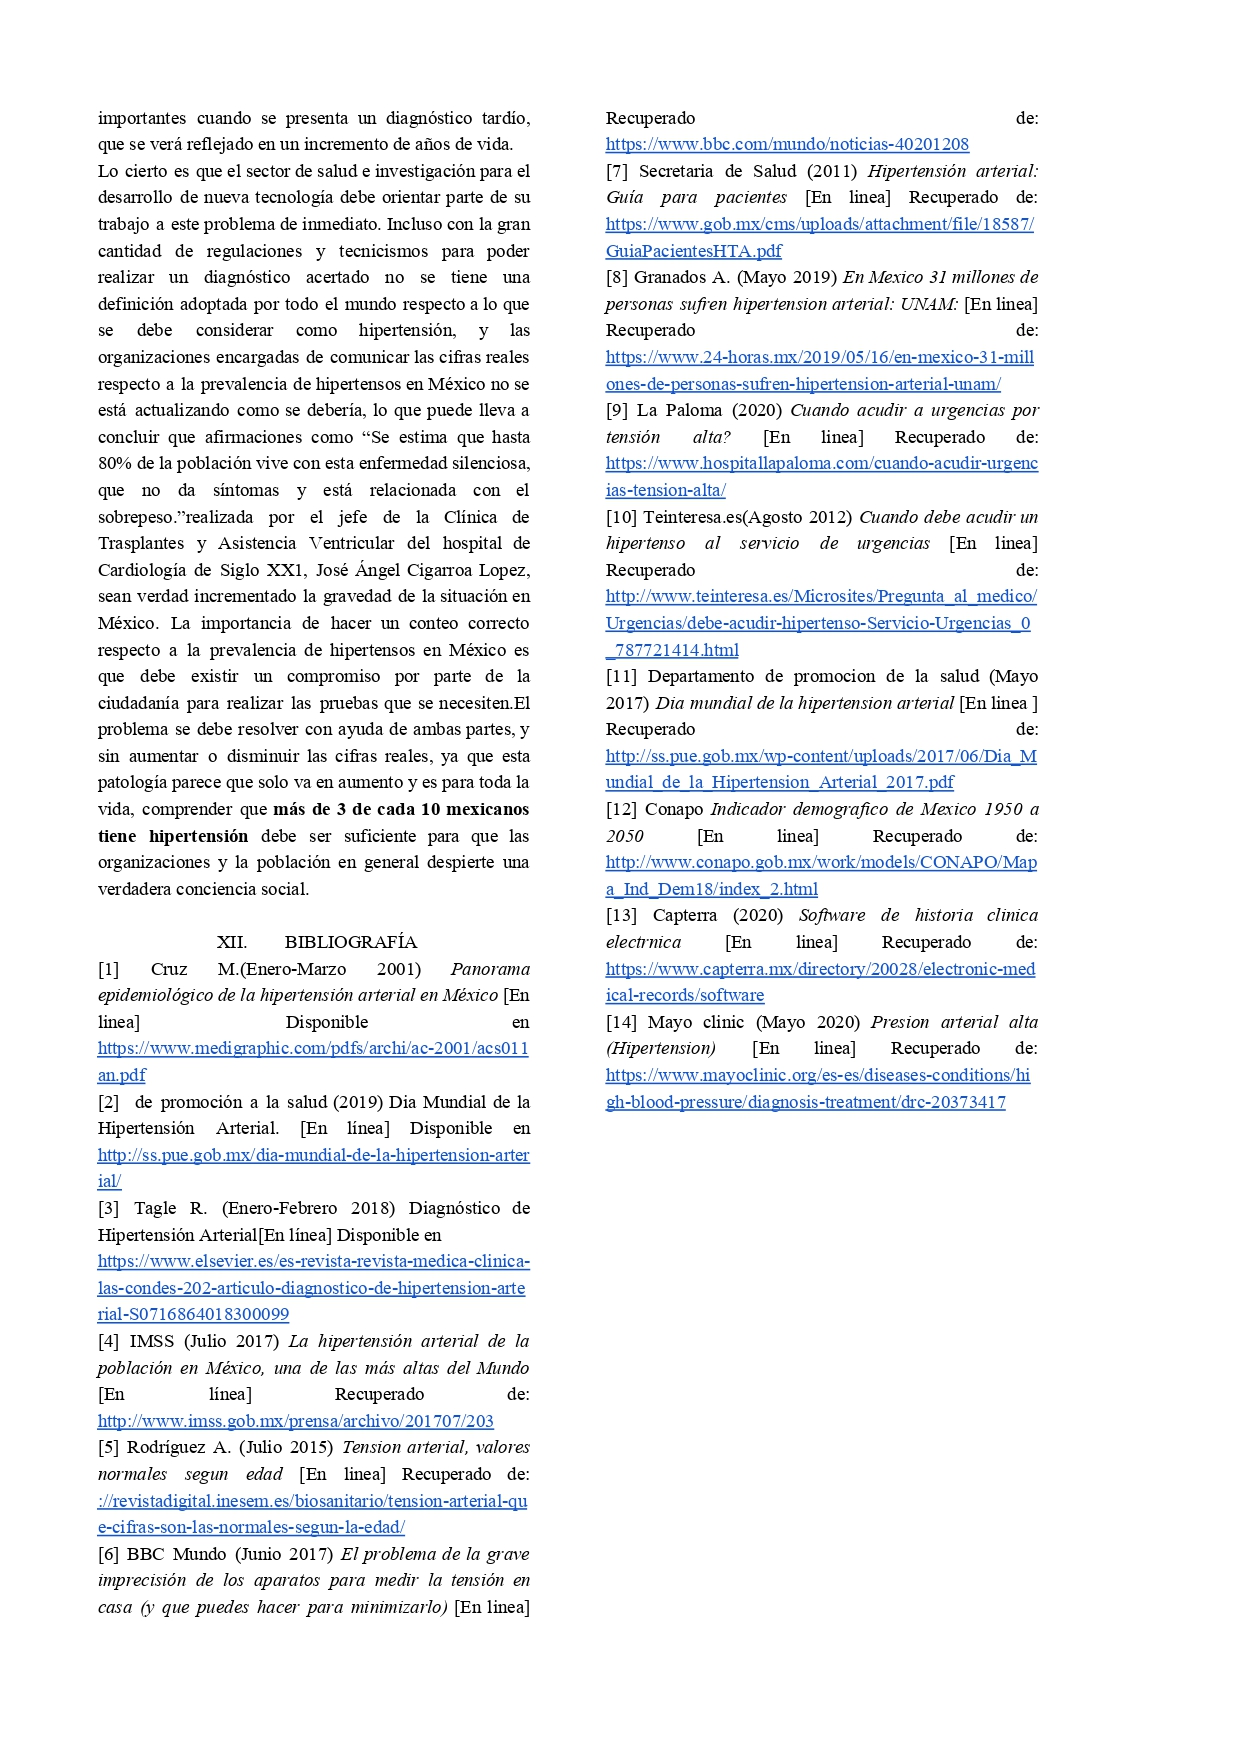 importantes cuando se presenta un diagnóstico tardío,
que se verá reflejado en un incremento de años de vida.
Lo cierto es que el sector de salud e investigación para el
desarrollo de nueva tecnología debe orientar parte de su
trabajo a este problema de inmediato. Incluso con la gran
cantidad de regulaciones y tecnicismos para poder
realizar un diagnóstico acertado no se tiene una
definición adoptada por todo el mundo respecto a lo que
se debe considerar como hipertensión, y las
organizaciones encargadas de comunicar las cifras reales
respecto a la prevalencia de hipertensos en México no se
está actualizando como se debería, lo que puede lleva a
concluir que afirmaciones como “Se estima que hasta
80% de la población vive con esta enfermedad silenciosa,
que no da síntomas y está relacionada con el
sobrepeso.”realizada por el jefe de la Clínica de
Trasplantes y Asistencia Ventricular del hospital de
Cardiología de Siglo XX1, José Ángel Cigarroa Lopez,
sean verdad incrementado la gravedad de la situación en
México. La importancia de hacer un conteo correcto
respecto a la prevalencia de hipertensos en México es
que debe existir un compromiso por parte de la
ciudadanía para realizar las pruebas que se necesiten.El
problema se debe resolver con ayuda de ambas partes, y
sin aumentar o disminuir las cifras reales, ya que esta
patología parece que solo va en aumento y es para toda la
vida, comprender que más de 3 de cada 10 mexicanos
tiene hipertensión debe ser suficiente para que las
organizaciones y la población en general despierte una
verdadera conciencia social.
XII. BIBLIOGRAFÍA
[1] Cruz M.(Enero-Marzo 2001) Panorama
epidemiológico de la hipertensión arterial en México [En
linea] Disponible en
https://www.medigraphic.com/pdfs/archi/ac-2001/acs011
an.pdf
[2] de promoción a la salud (2019) Dia Mundial de la
Hipertensión Arterial. [En línea] Disponible en
http://ss.pue.gob.mx/dia-mundial-de-la-hipertension-arter
ial/
[3] Tagle R. (Enero-Febrero 2018) Diagnóstico de
Hipertensión Arterial[En línea] Disponible en
https://www.elsevier.es/es-revista-revista-medica-clinica-
las-condes-202-articulo-diagnostico-de-hipertension-arte
rial-S0716864018300099
[4] IMSS (Julio 2017) La hipertensión arterial de la
población en México, una de las más altas del Mundo
[En línea] Recuperado de:
http://www.imss.gob.mx/prensa/archivo/201707/203
[5] Rodríguez A. (Julio 2015) Tension arterial, valores
normales segun edad [En linea] Recuperado de:
://revistadigital.inesem.es/biosanitario/tension-arterial-qu
e-cifras-son-las-normales-segun-la-edad/
[6] BBC Mundo (Junio 2017) El problema de la grave
imprecisión de los aparatos para medir la tensión en
casa (y que puedes hacer para minimizarlo) [En linea]
Recuperado de:
https://www.bbc.com/mundo/noticias-40201208
[7] Secretaria de Salud (2011) Hipertensión arterial:
Guía para pacientes [En linea] Recuperado de:
https://www.gob.mx/cms/uploads/attachment/file/18587/
GuiaPacientesHTA.pdf
[8] Granados A. (Mayo 2019) En Mexico 31 millones de
personas sufren hipertension arterial: UNAM: [En linea]
Recuperado de:
https://www.24-horas.mx/2019/05/16/en-mexico-31-mill
ones-de-personas-sufren-hipertension-arterial-unam/
[9] La Paloma (2020) Cuando acudir a urgencias por
tensión alta? [En linea] Recuperado de:
https://www.hospitallapaloma.com/cuando-acudir-urgenc
ias-tension-alta/
[10] Teinteresa.es(Agosto 2012) Cuando debe acudir un
hipertenso al servicio de urgencias [En linea]
Recuperado de:
http://www.teinteresa.es/Microsites/Pregunta_al_medico/
Urgencias/debe-acudir-hipertenso-Servicio-Urgencias_0
_787721414.html
[11] Departamento de promocion de la salud (Mayo
2017) Dia mundial de la hipertension arterial [En linea ]
Recuperado de:
http://ss.pue.gob.mx/wp-content/uploads/2017/06/Dia_M
undial_de_la_Hipertension_Arterial_2017.pdf
[12] Conapo Indicador demografico de Mexico 1950 a
2050 [En linea] Recuperado de:
http://www.conapo.gob.mx/work/models/CONAPO/Map
a_Ind_Dem18/index_2.html
[13] Capterra (2020) Software de historia clinica
electrnica [En linea] Recuperado de:
https://www.capterra.mx/directory/20028/electronic-med
ical-records/software
[14] Mayo clinic (Mayo 2020) Presion arterial alta
(Hipertension) [En linea] Recuperado de:
https://www.mayoclinic.org/es-es/diseases-conditions/hi
gh-blood-pressure/diagnosis-treatment/drc-20373417